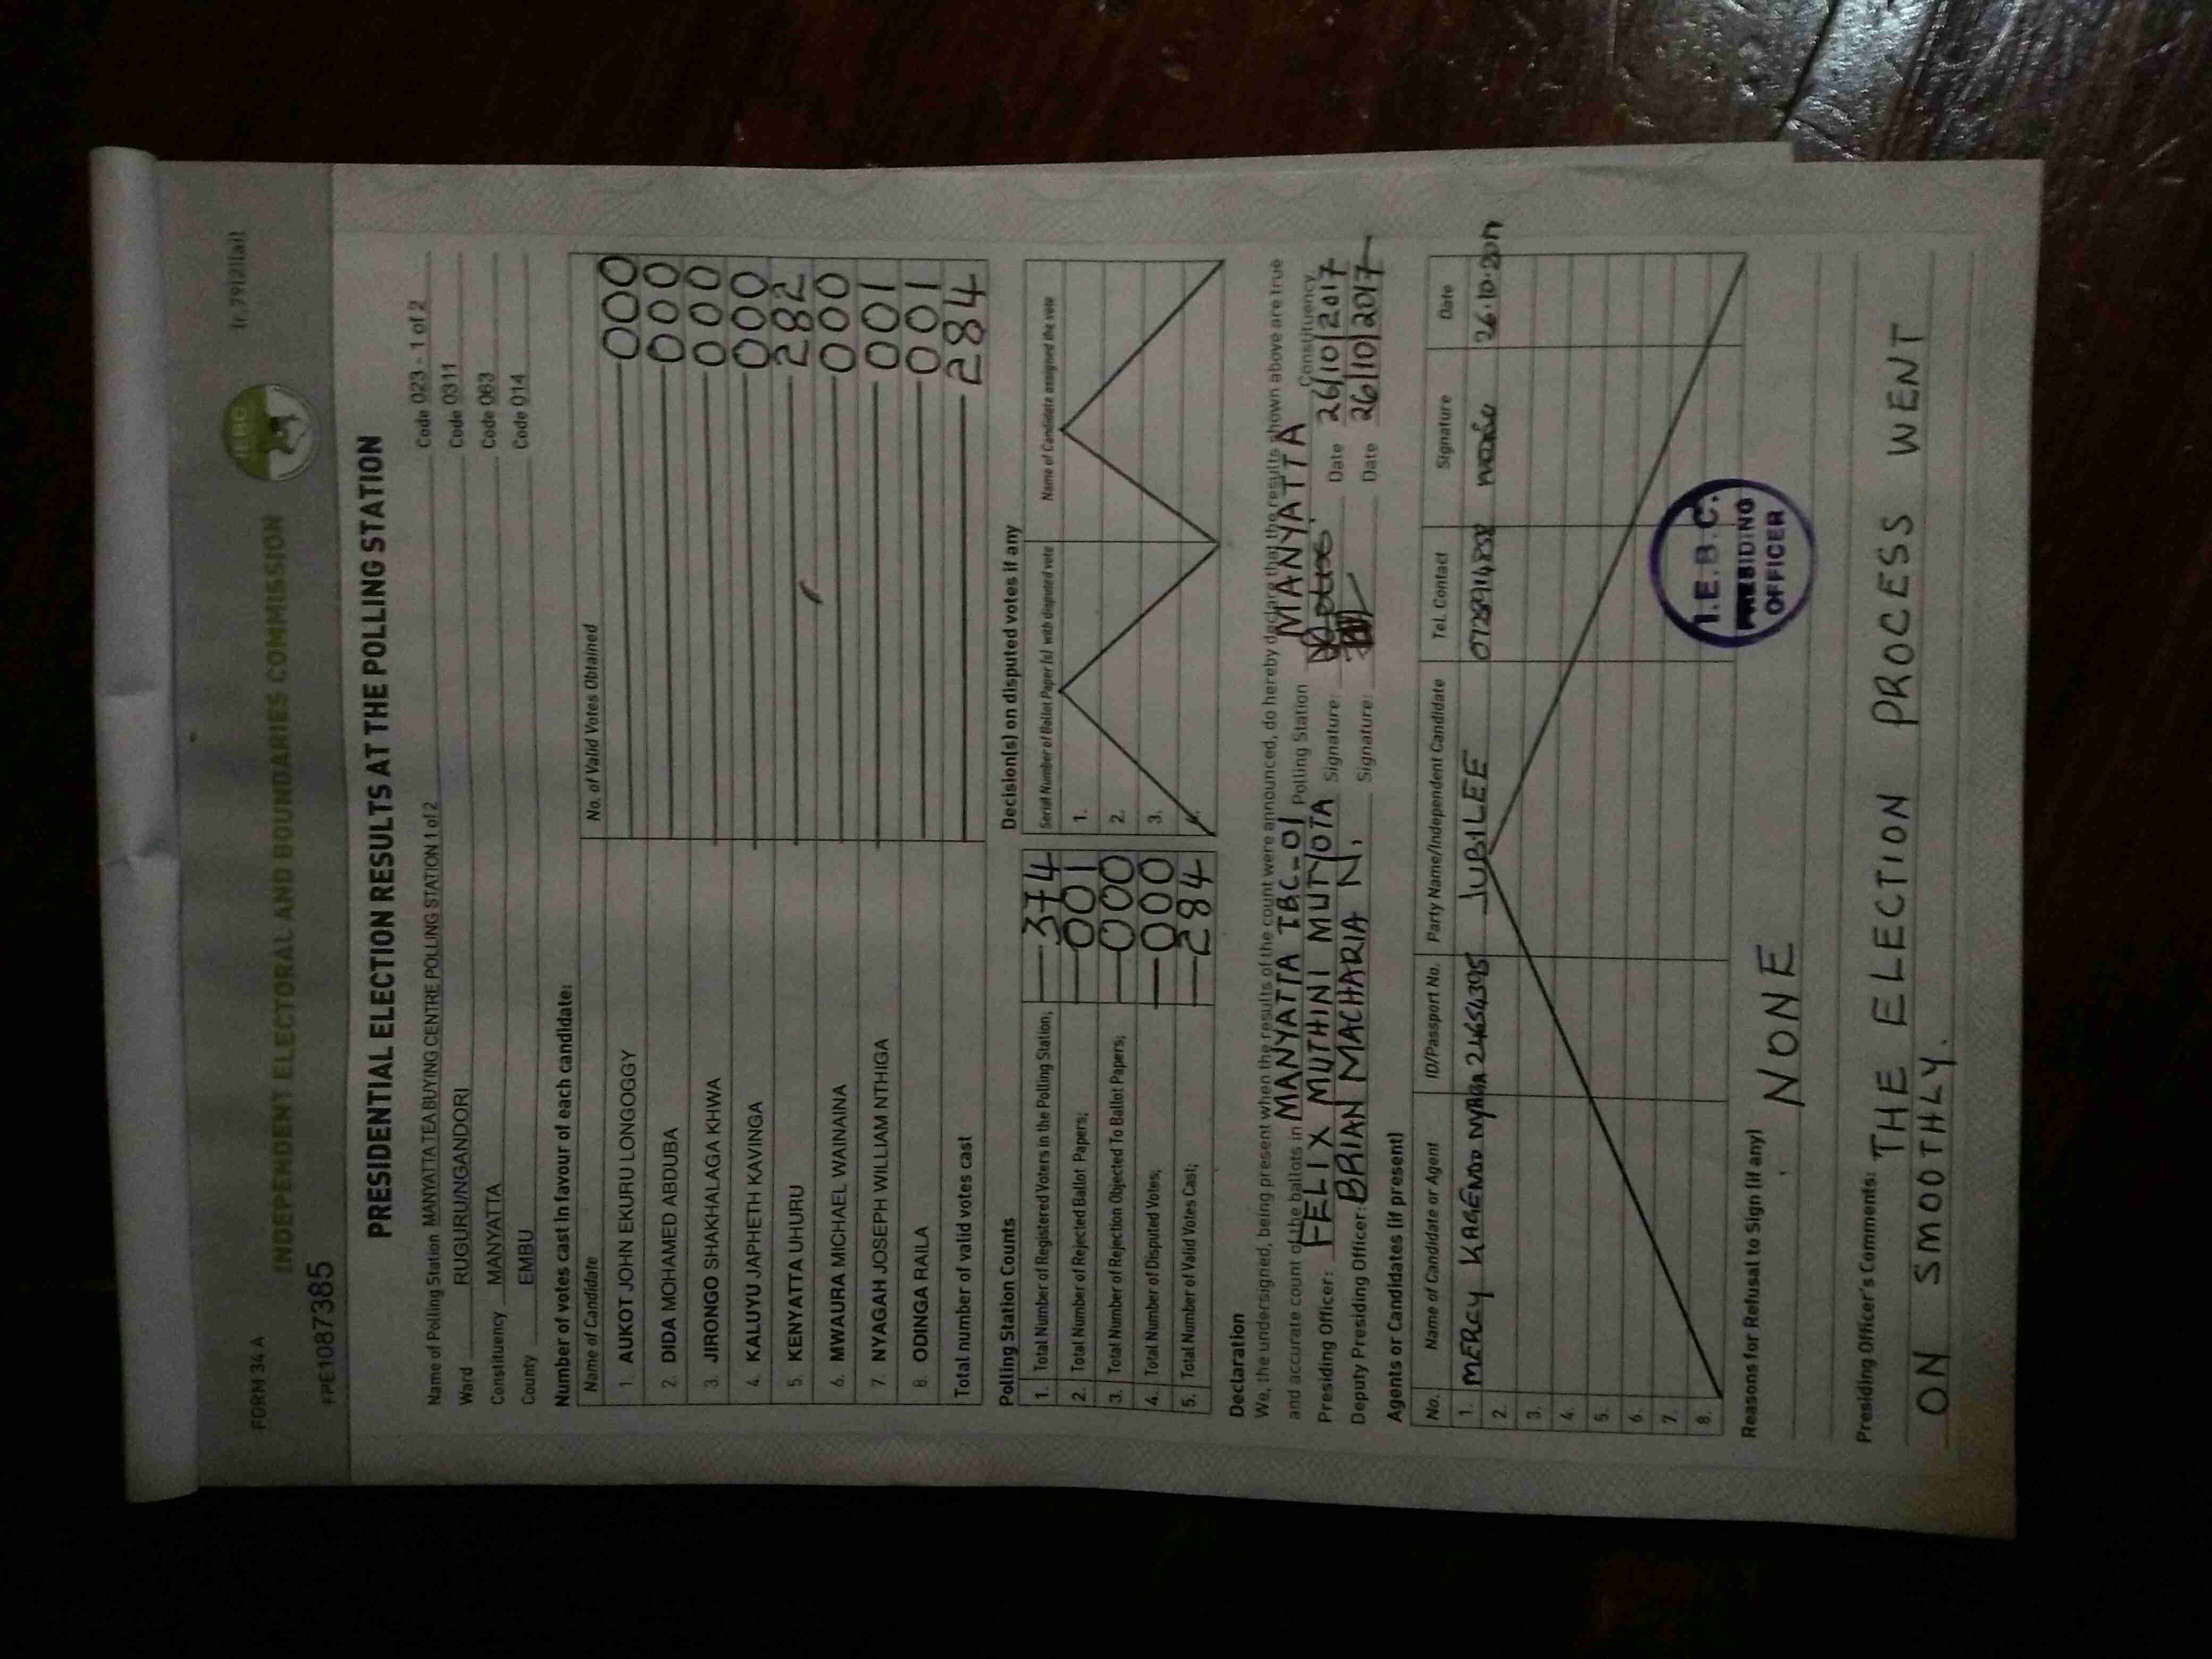 FORM 34 A
r.79(2)(a)
IEBC
INDEPENDENT ELECTORAL AND BOUNDARIES COMMISSION
FPE1087385
PRESIDENTIAL ELECTION RESULTS AT THE POLLING STATION
Name of Polling Station MANYATTA TEA BUYING CENTRE POLLING STATION 1 of 2 Code 023 - 1 of 2
Ward RUGURU/NGANDORI Code 0311
Constituency MANYATTA Code 063
County EMBU Code 014
Number of votes cast in favour of each candidate:
Name of Candidate No. of Valid Votes Obtained
1. AUKOT JOHN EKURU LONGOGGY 000
2. DIDA MOHAMED ABDUBA 000
3. JIRONGO SHAKHALAGA KHWA 000
4. KALUYU JAPHETH KAVINGA 000
5. KENYATTA UHURU 282
6. MWAURA MICHAEL WAINAINA 000
7. NYAGAH JOSEPH WILLIAM NTHIGA 001
8. ODINGA RAILA 001
Total number of valid votes cast 284
Polling Station Counts
1. Total Number of Registered Voters in the Polling Station; 374
2. Total Number of Rejected Ballot Papers; 001
3. Total Number of Rejection Objected To Ballot Papers; 000
4. Total Number of Disputed Votes; 000
5. Total Number of Valid Votes Cast; 284
Decision(s) on disputed votes if any
Serial Number of Ballot Paper(s) with disputed vote Name of Candidate assigned the vote
1.
2.
3.
Declaration
We, the undersigned, being present when the results of the count were announced, do hereby declare that the results shown above are true
and accurate count of the ballots in MANYATTA TBC-01 Polling Station MANYATTA Constituency
Presiding Officer: FELIX MUTHINI MUTYOTA Signature: Date 26/10/2017
Deputy Presiding Officer: BRIAN MACHARIA N. Signature: Date 26/10/2017
Agents or Candidates (if present)
No. Name of Candidate or Agent ID/Passport No. Party Name/Independent Candidate Tel. Contact Signature Date
1. MERCY KAGENDO NYAGA 24654395 JUBILEE 0728914858 26.10.2017
2.
3.
4.
5.
6.
7.
8.
I.E.B.C.
PRESIDING
OFFICER
Reasons for Refusal to Sign (if any)
NONE
Presiding Officer's Comments: THE ELECTION PROCESS WENT
ON SMOOTHLY.